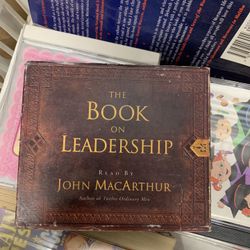 THE
BOOK
ON
LEADERSHIP
READ BY
JOHN MACARTHUR
Author of Twelve Ordinary Men